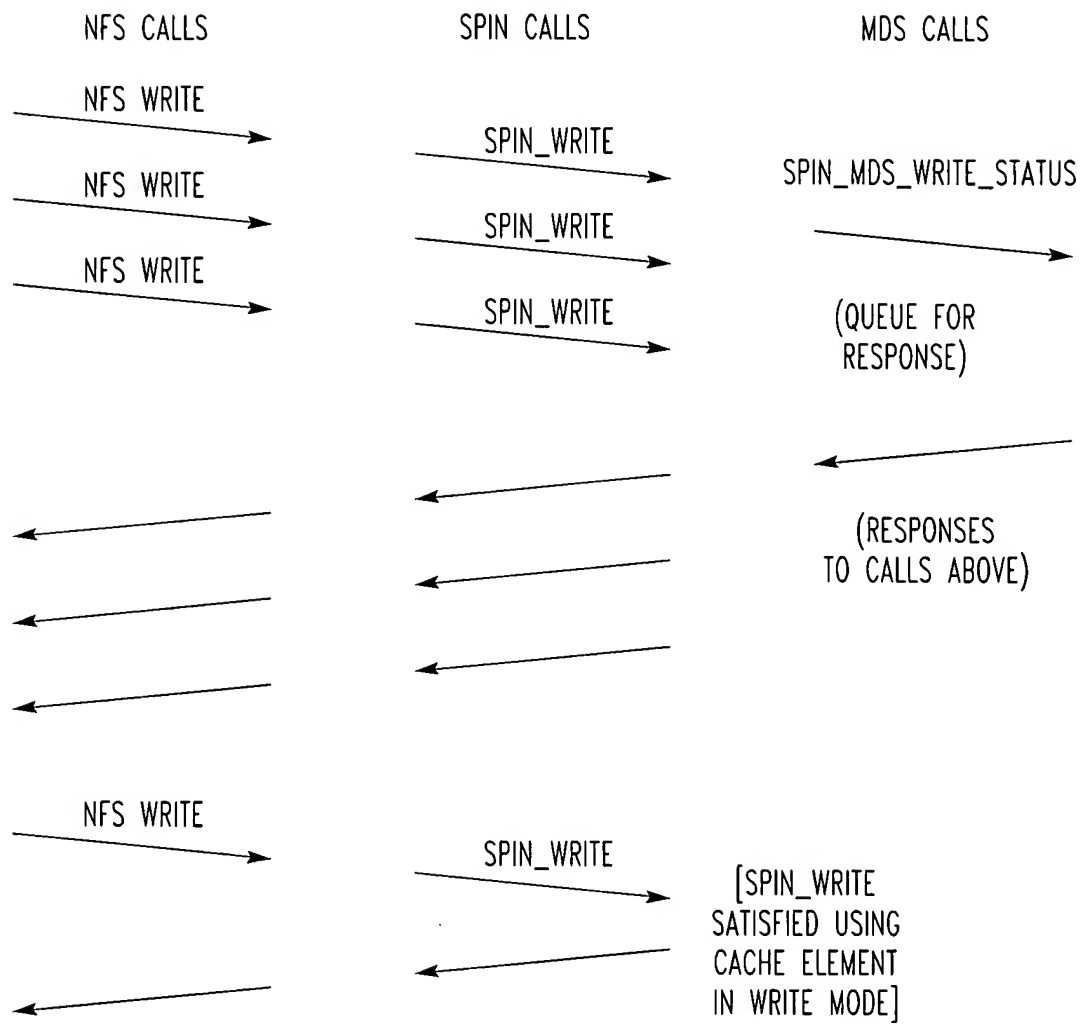 NFS CALLS
SPIN CALLS
MDS CALLS
NFS WRITE
SPIN_WRITE
SPIN_MDS_WRITE_STATUS
NFS WRITE
SPIN_WRITE
NFS WRITE
SPIN_WRITE
(QUEUE FOR
RESPONSE)
(RESPONSES
TO CALLS ABOVE)
NFS WRITE
SPIN_WRITE
[SPIN_WRITE
SATISFIED USING
CACHE ELEMENT
IN WRITE MODE]